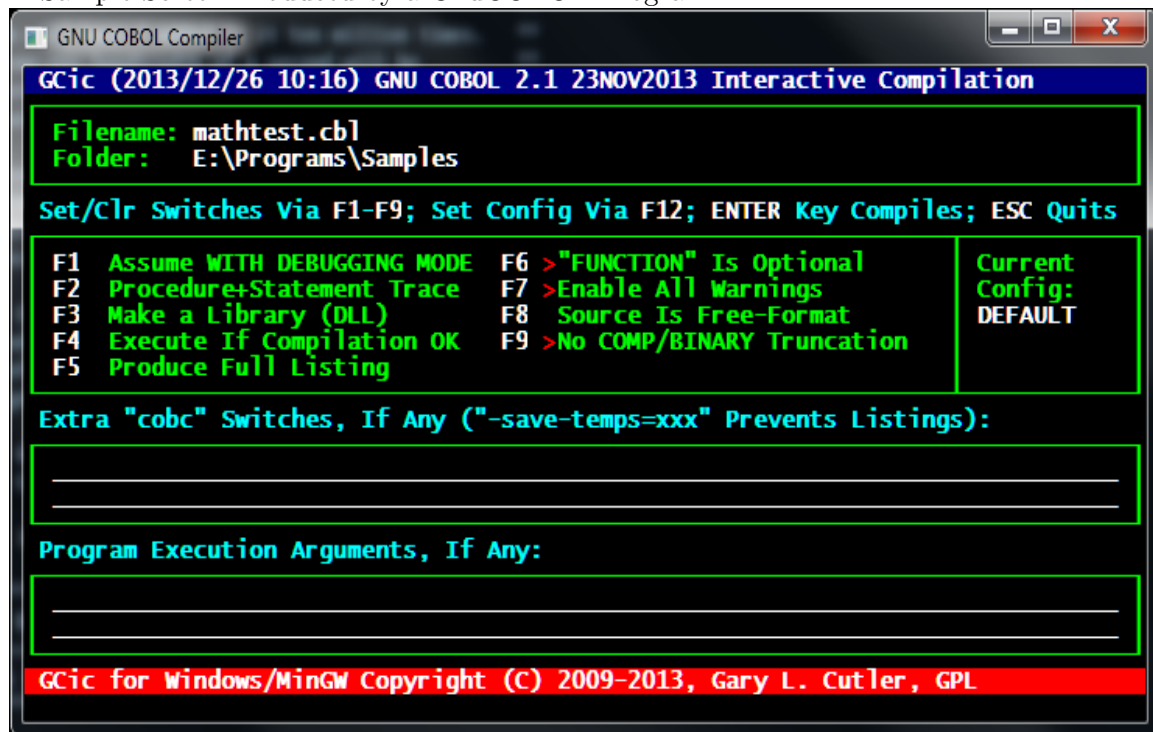 GNU COBOL Compiler
GCic (2013/12/26 10:16) GNU COBOL 2.1 23NOV2013 Interactive Compilation
Filename: mathtest.cbl
Folder: E:\Programs\Samples
Set/Clr Switches Via F1-F9; Set Config Via F12; ENTER Key Compiles; ESC Quits
F1 Assume WITH DEBUGGING MODE F6 >"FUNCTION" Is Optional Current
F2 Procedure+Statement Trace F7 >Enable All Warnings Config:
F3 Make a Library (DLL) F8 Source Is Free-Format DEFAULT
F4 Execute If Compilation OK F9 >No COMP/BINARY Truncation
F5 Produce Full Listing
Extra "cobc" Switches, If Any ("-save-temps=xxx" Prevents Listings):
Program Execution Arguments, If Any:
GCic for Windows/MinGW Copyright (C) 2009-2013, Gary L. Cutler, GPL